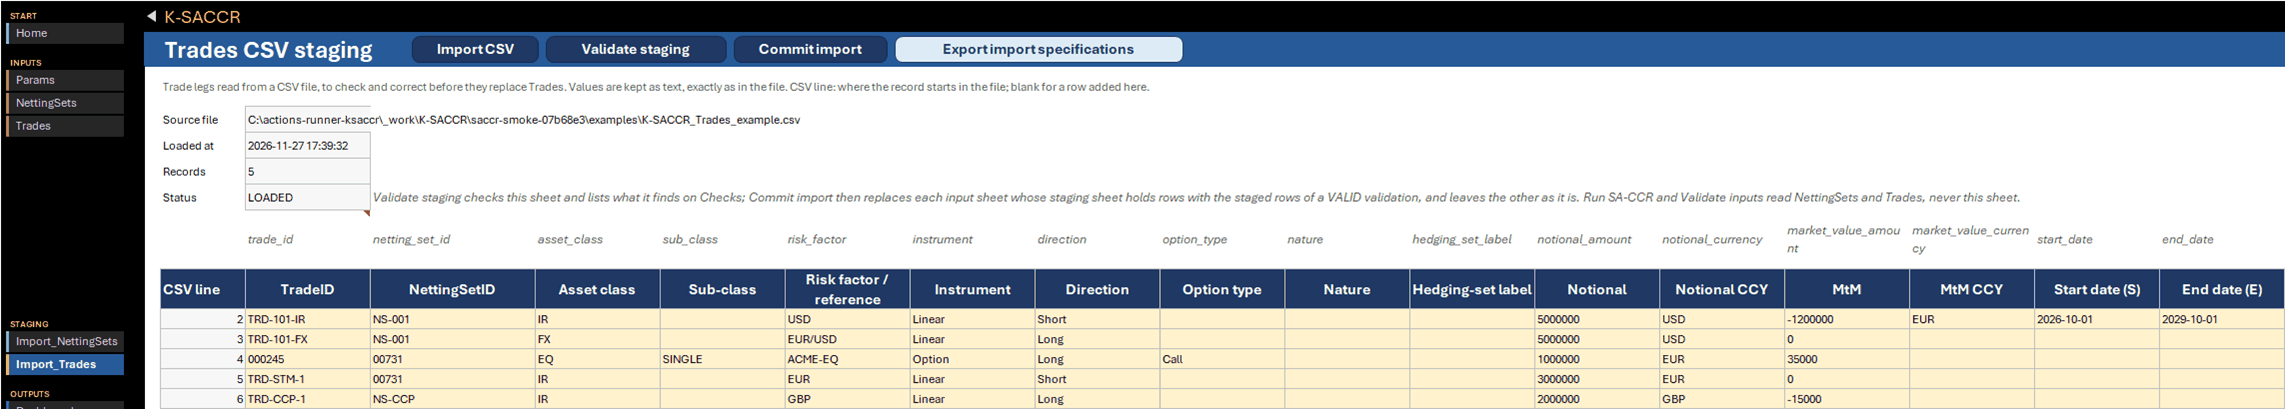 START
Home
INPUTS
Params
NettingSets
Trades
STAGING
Import_NettingSets
Import_Trades
OUTPUTS
K-SACCR
Trades CSV staging
Import CSV
Validate staging
Commit import
Export import specifications
Trade legs read from a CSV file, to check and correct before they replace Trades. Values are kept as text, exactly as in the file. CSV line: where the record starts in the file; blank for a row added here.
Source file C:\actions-runner-ksaccr\_work\K-SACCR\saccr-smoke-07b68e3\examples\K-SACCR_Trades_example.csv
Loaded at 2026-11-27 17:39:32
Records 5
Status LOADED Validate staging checks this sheet and lists what it finds on Checks; Commit import then replaces each input sheet whose staging sheet holds rows with the staged rows of a VALID validation, and leaves the other as it is. Run SA-CCR and Validate inputs read NettingSets and Trades, never this sheet.
trade_id netting_set_id asset_class sub_class risk_factor instrument direction option_type nature hedging_set_label notional_amount notional_currency market_value_amount market_value_currency start_date end_date
CSV line TradeID NettingSetID Asset class Sub-class Risk factor / reference Instrument Direction Option type Nature Hedging-set label Notional Notional CCY MtM MtM CCY Start date (S) End date (E)
2 TRD-101-IR NS-001 IR USD Linear Short 5000000 USD -1200000 EUR 2026-10-01 2029-10-01
3 TRD-101-FX NS-001 FX EUR/USD Linear Long 5000000 USD 0
4 000245 00731 EQ SINGLE ACME-EQ Option Long Call 1000000 EUR 35000
5 TRD-STM-1 00731 IR EUR Linear Short 3000000 EUR 0
6 TRD-CCP-1 NS-CCP IR GBP Linear Long 2000000 GBP -15000